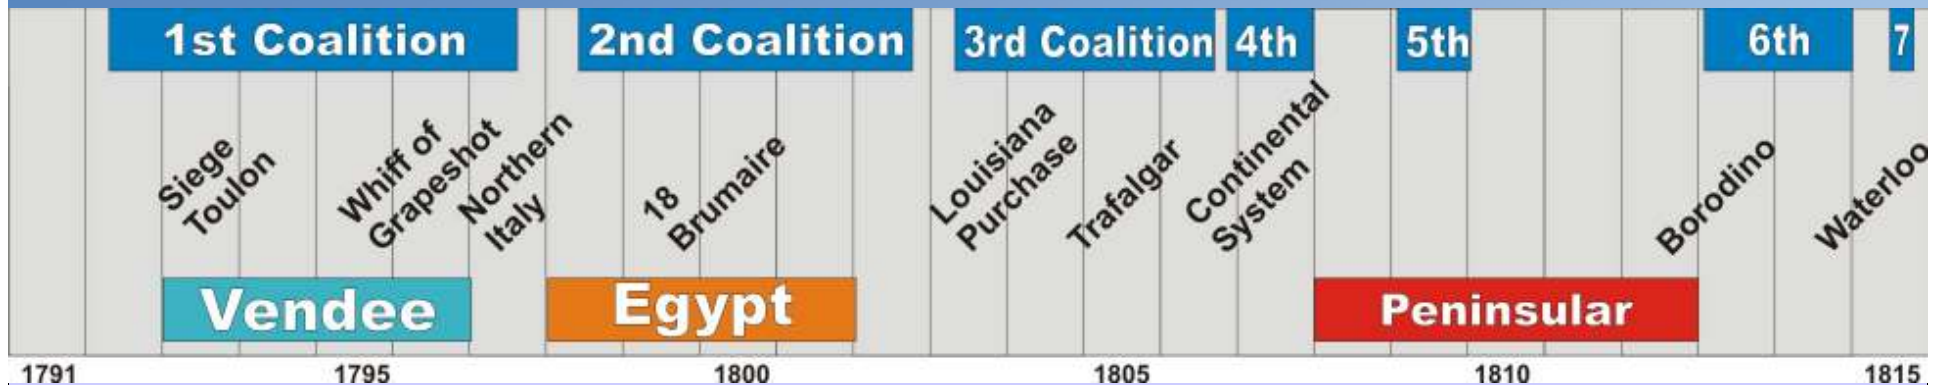 1st Coalition
2nd Coalition
3rd Coalition
4th
5th
6th
7
Siege
Toulon
Whiff of
Grapeshot
Northern
Italy
18
Brumaire
Louisiana
Purchase
Trafalgar
Continental
System
Borodino
Waterloo
Vendee
Egypt
Peninsular
1791
1795
1800
1805
1810
1815